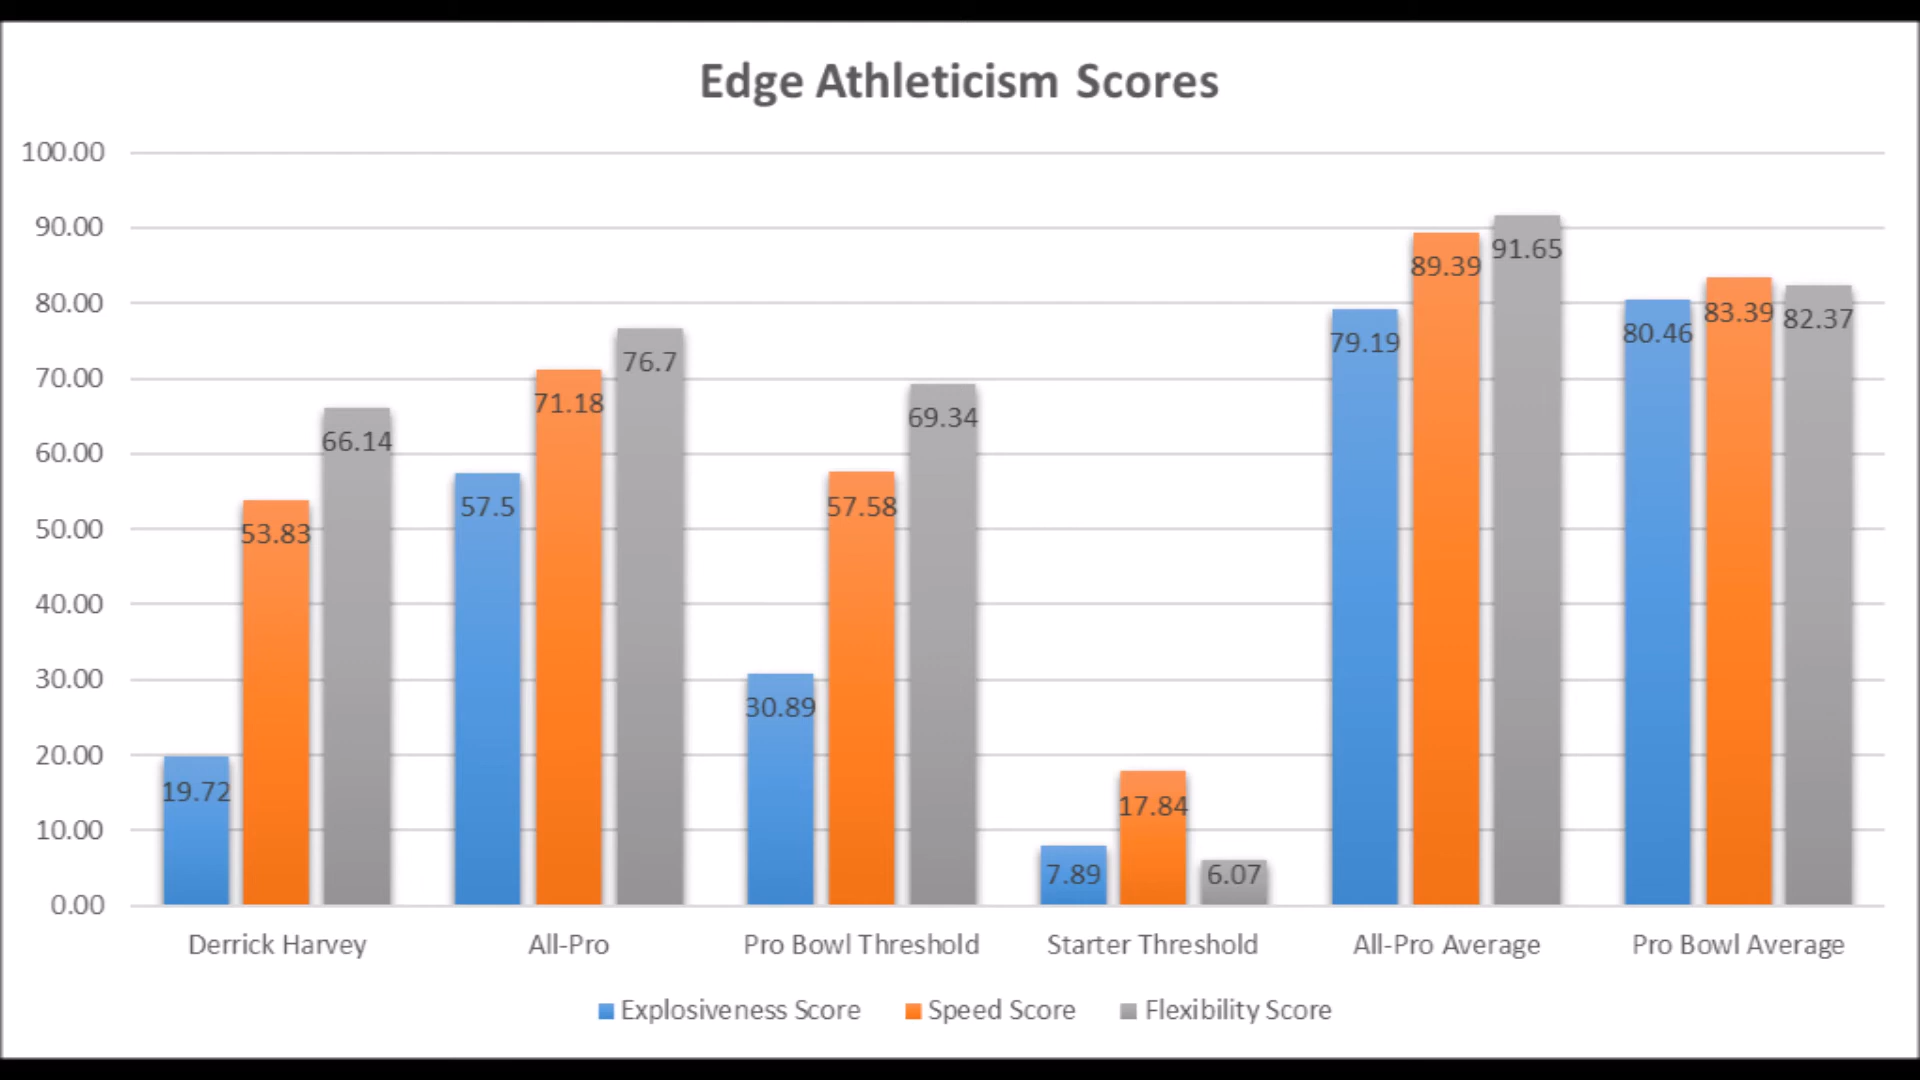 Edge Athleticism Scores
100.00
90.00
80.00
70.00
60.00
50.00
40.00
30.00
20.00
10.00
0.00
19.72
53.83
66.14
57.5
71.18
76.7
30.89
57.58
69.34
7.89
17.84
6.07
79.19
89.39
91.65
80.46
83.39
82.37
Derrick Harvey
All-Pro
Pro Bowl Threshold
Starter Threshold
All-Pro Average
Pro Bowl Average
Explosiveness Score
Speed Score
Flexibility Score